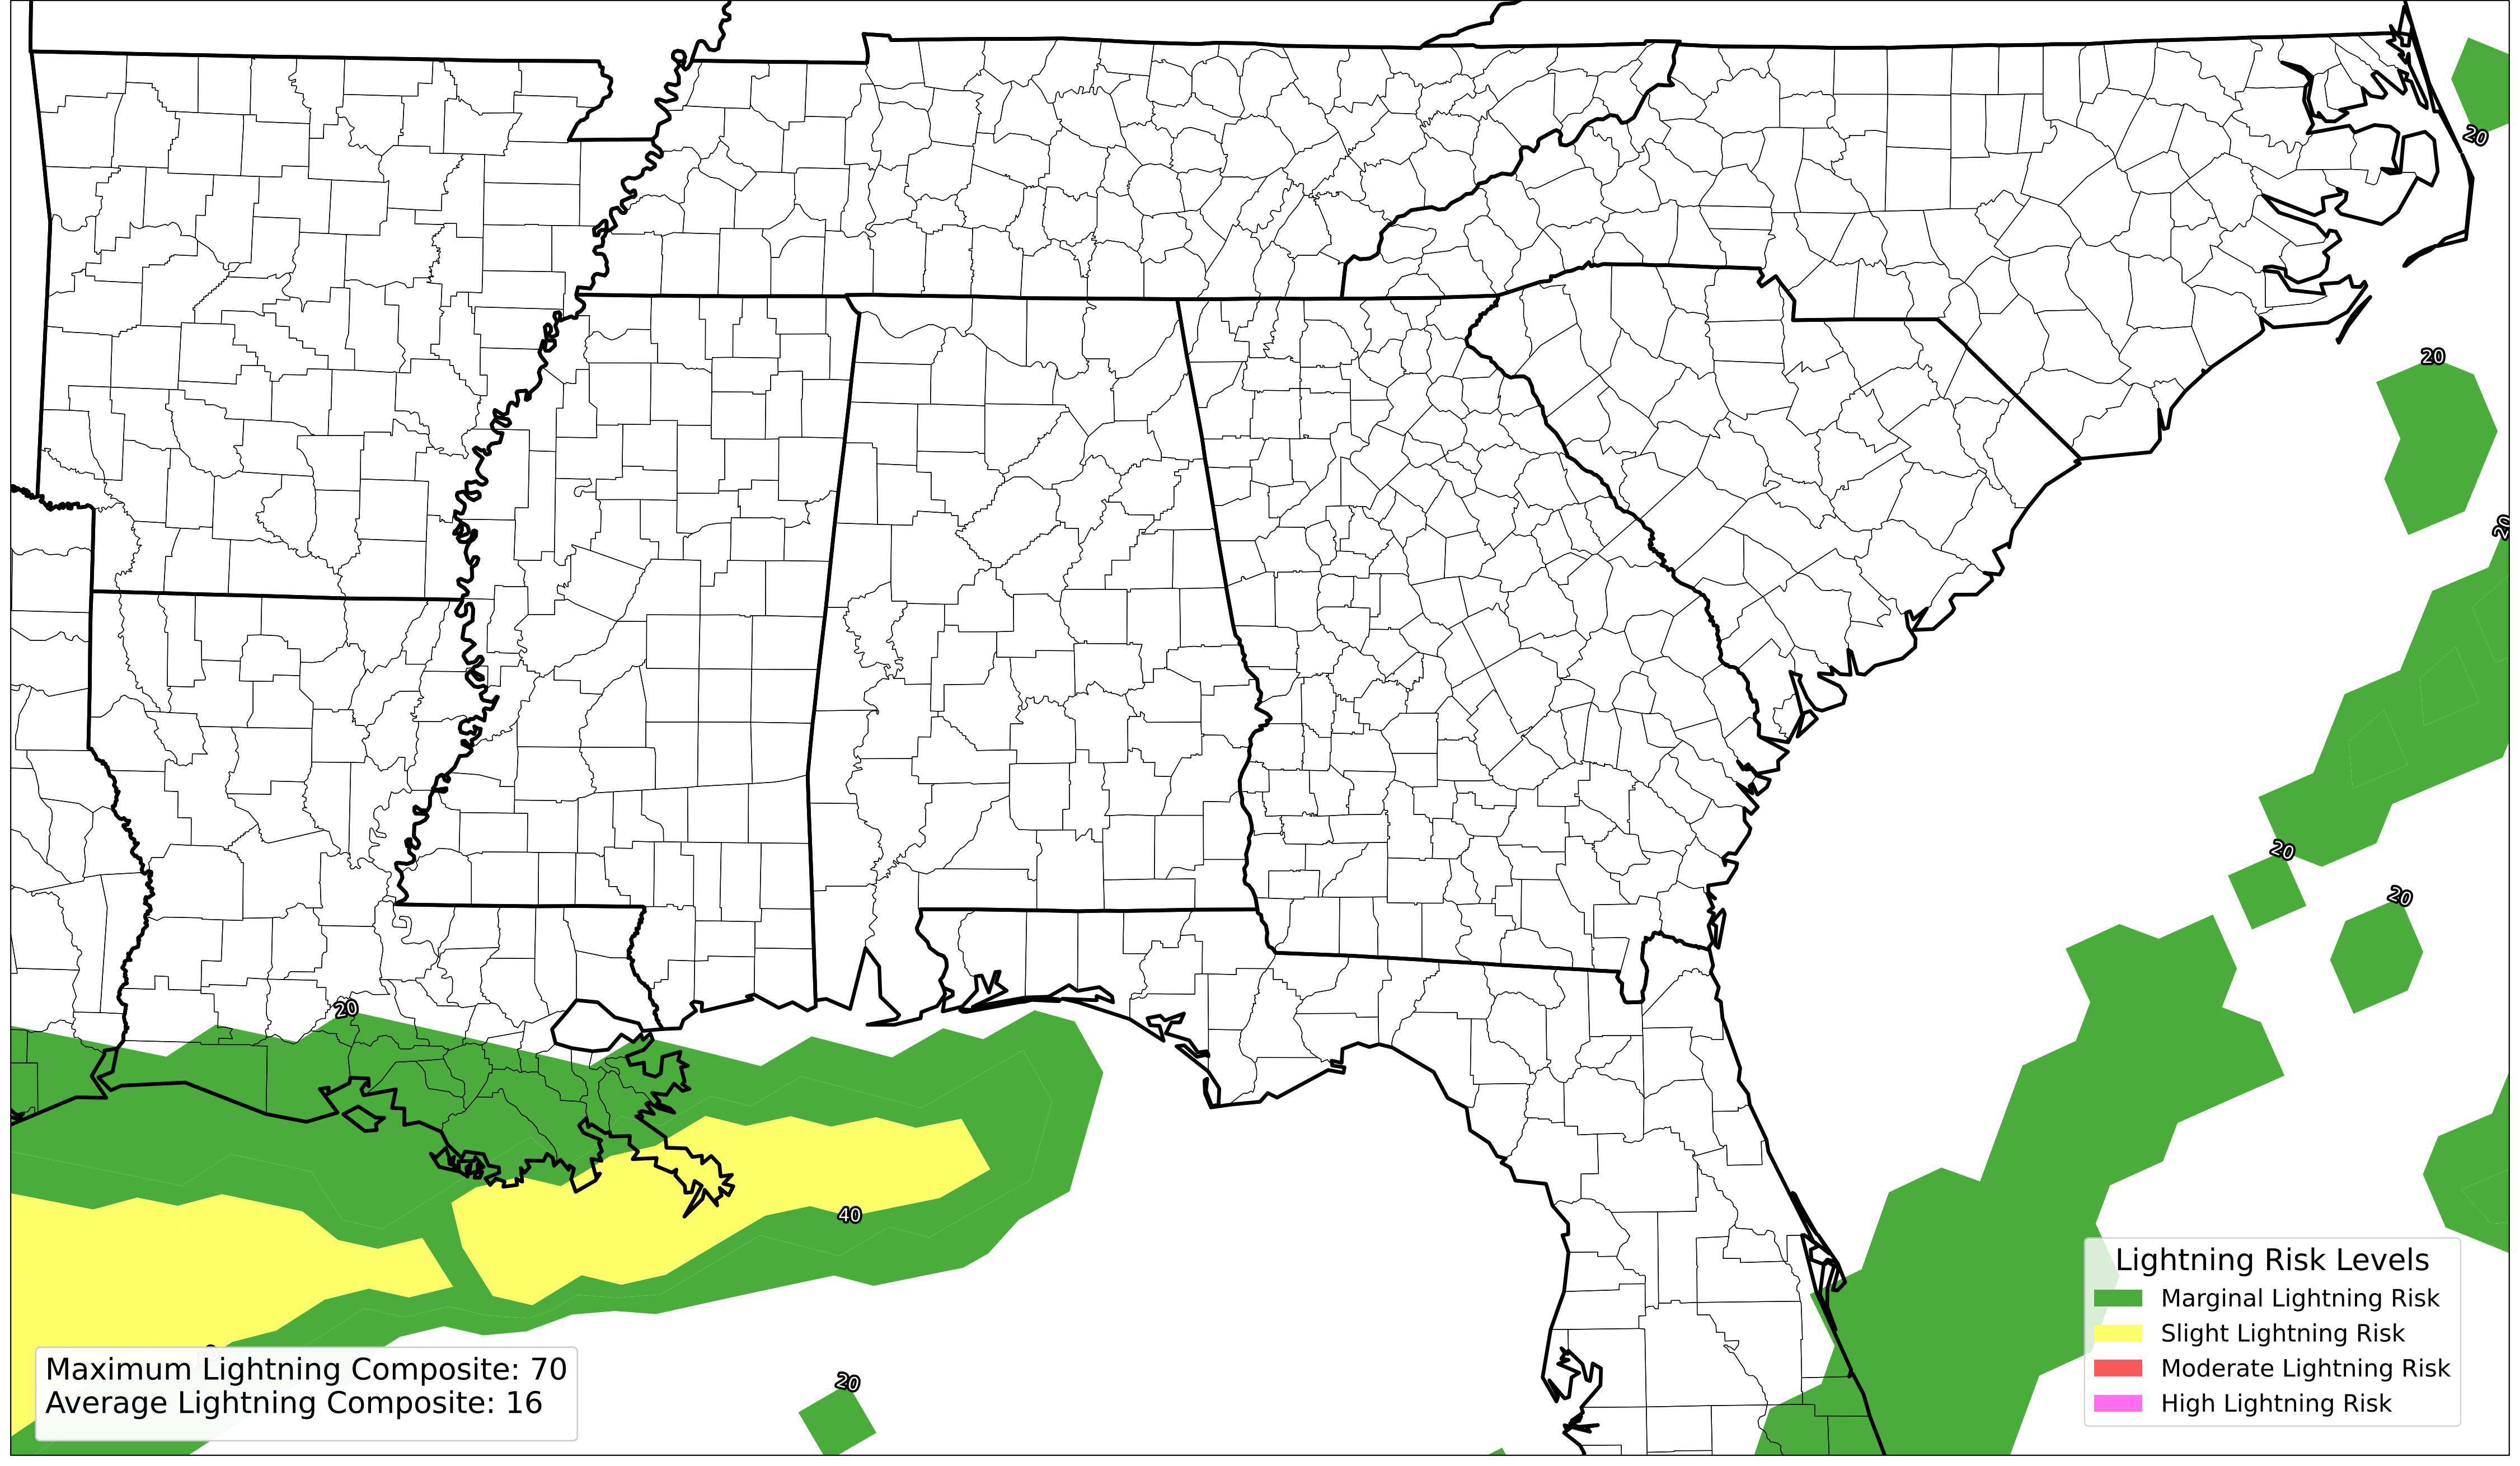 20
20
20
20
20
20
40
20
Lightning Risk Levels
Marginal Lightning Risk
Slight Lightning Risk
Moderate Lightning Risk
High Lightning Risk
Maximum Lightning Composite: 70
Average Lightning Composite: 16